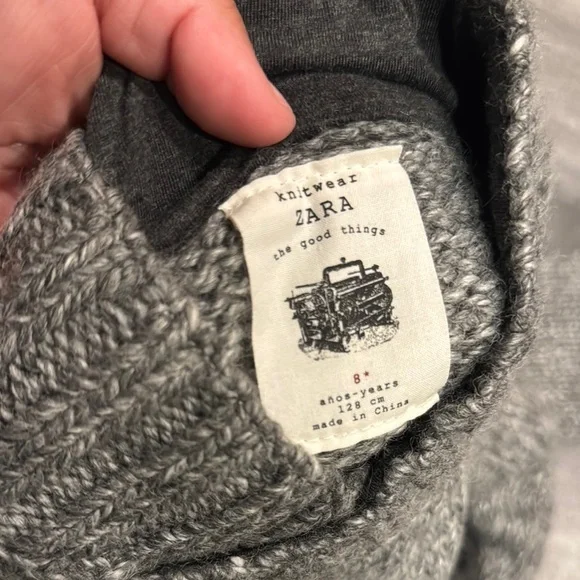 knitwear
ZARA
the good things
8*
años-years
128 cm
made in China